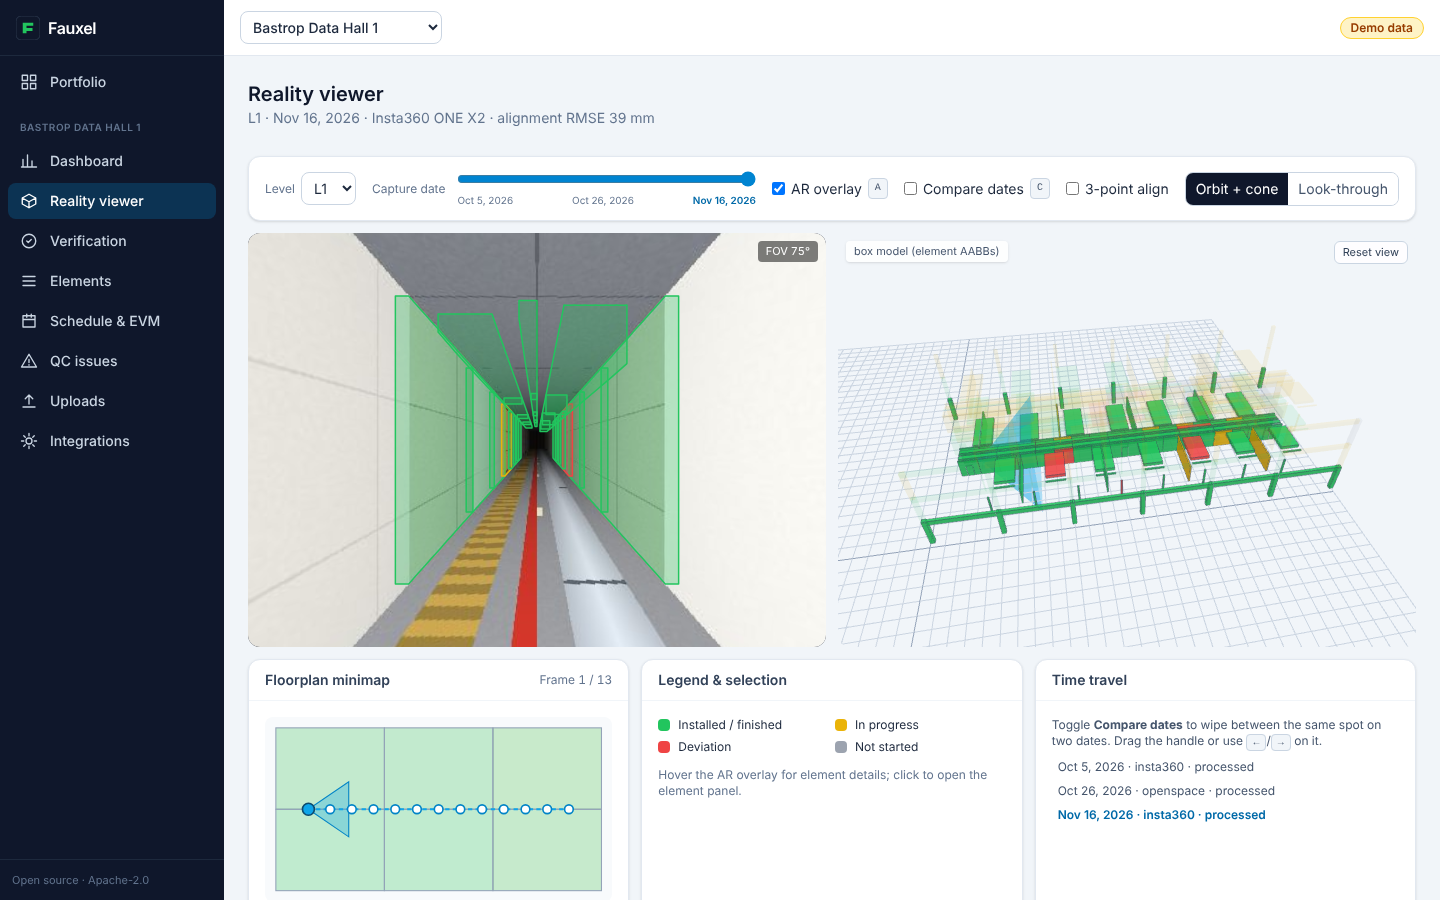 Fauxel
Bastrop Data Hall 1
Demo data
Portfolio
BASTROP DATA HALL 1
Dashboard
Reality viewer
Verification
Elements
Schedule & EVM
QC issues
Uploads
Integrations
Open source · Apache-2.0
Reality viewer
L1 · Nov 16, 2026 · Insta360 ONE X2 · alignment RMSE 39 mm
Level L1 Capture date
Oct 5, 2026 Oct 26, 2026 Nov 16, 2026
AR overlay A Compare dates C 3-point align Orbit + cone Look-through
FOV 75°
box model (element AABBs)
Reset view
Floorplan minimap Frame 1 / 13
Legend & selection
Installed / finished In progress
Deviation Not started
Hover the AR overlay for element details; click to open the
element panel.
Time travel
Toggle Compare dates to wipe between the same spot on
two dates. Drag the handle or use ←/→ on it.
Oct 5, 2026 · insta360 · processed
Oct 26, 2026 · openspace · processed
Nov 16, 2026 · insta360 · processed